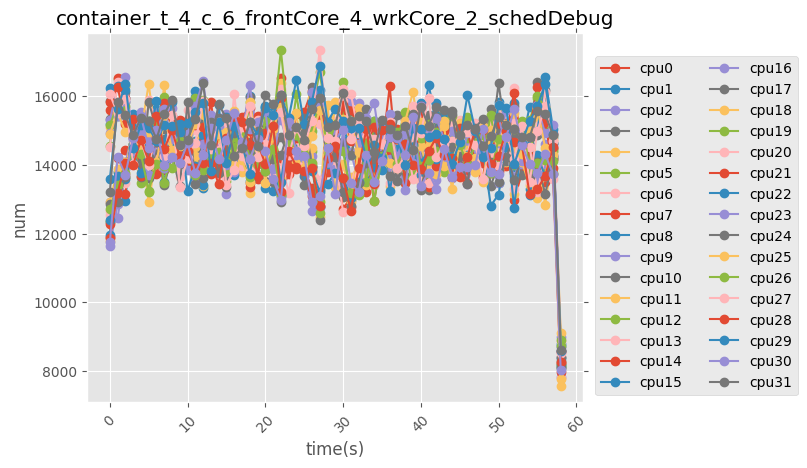 container_t_4_c_6_frontCore_4_wrkCore_2_schedDebug
num
16000
14000
12000
10000
8000
0
10
20
30
40
50
60
time(s)
cpu0
cpu1
cpu2
cpu3
cpu4
cpu5
cpu6
cpu7
cpu8
cpu9
cpu10
cpu11
cpu12
cpu13
cpu14
cpu15
cpu16
cpu17
cpu18
cpu19
cpu20
cpu21
cpu22
cpu23
cpu24
cpu25
cpu26
cpu27
cpu28
cpu29
cpu30
cpu31